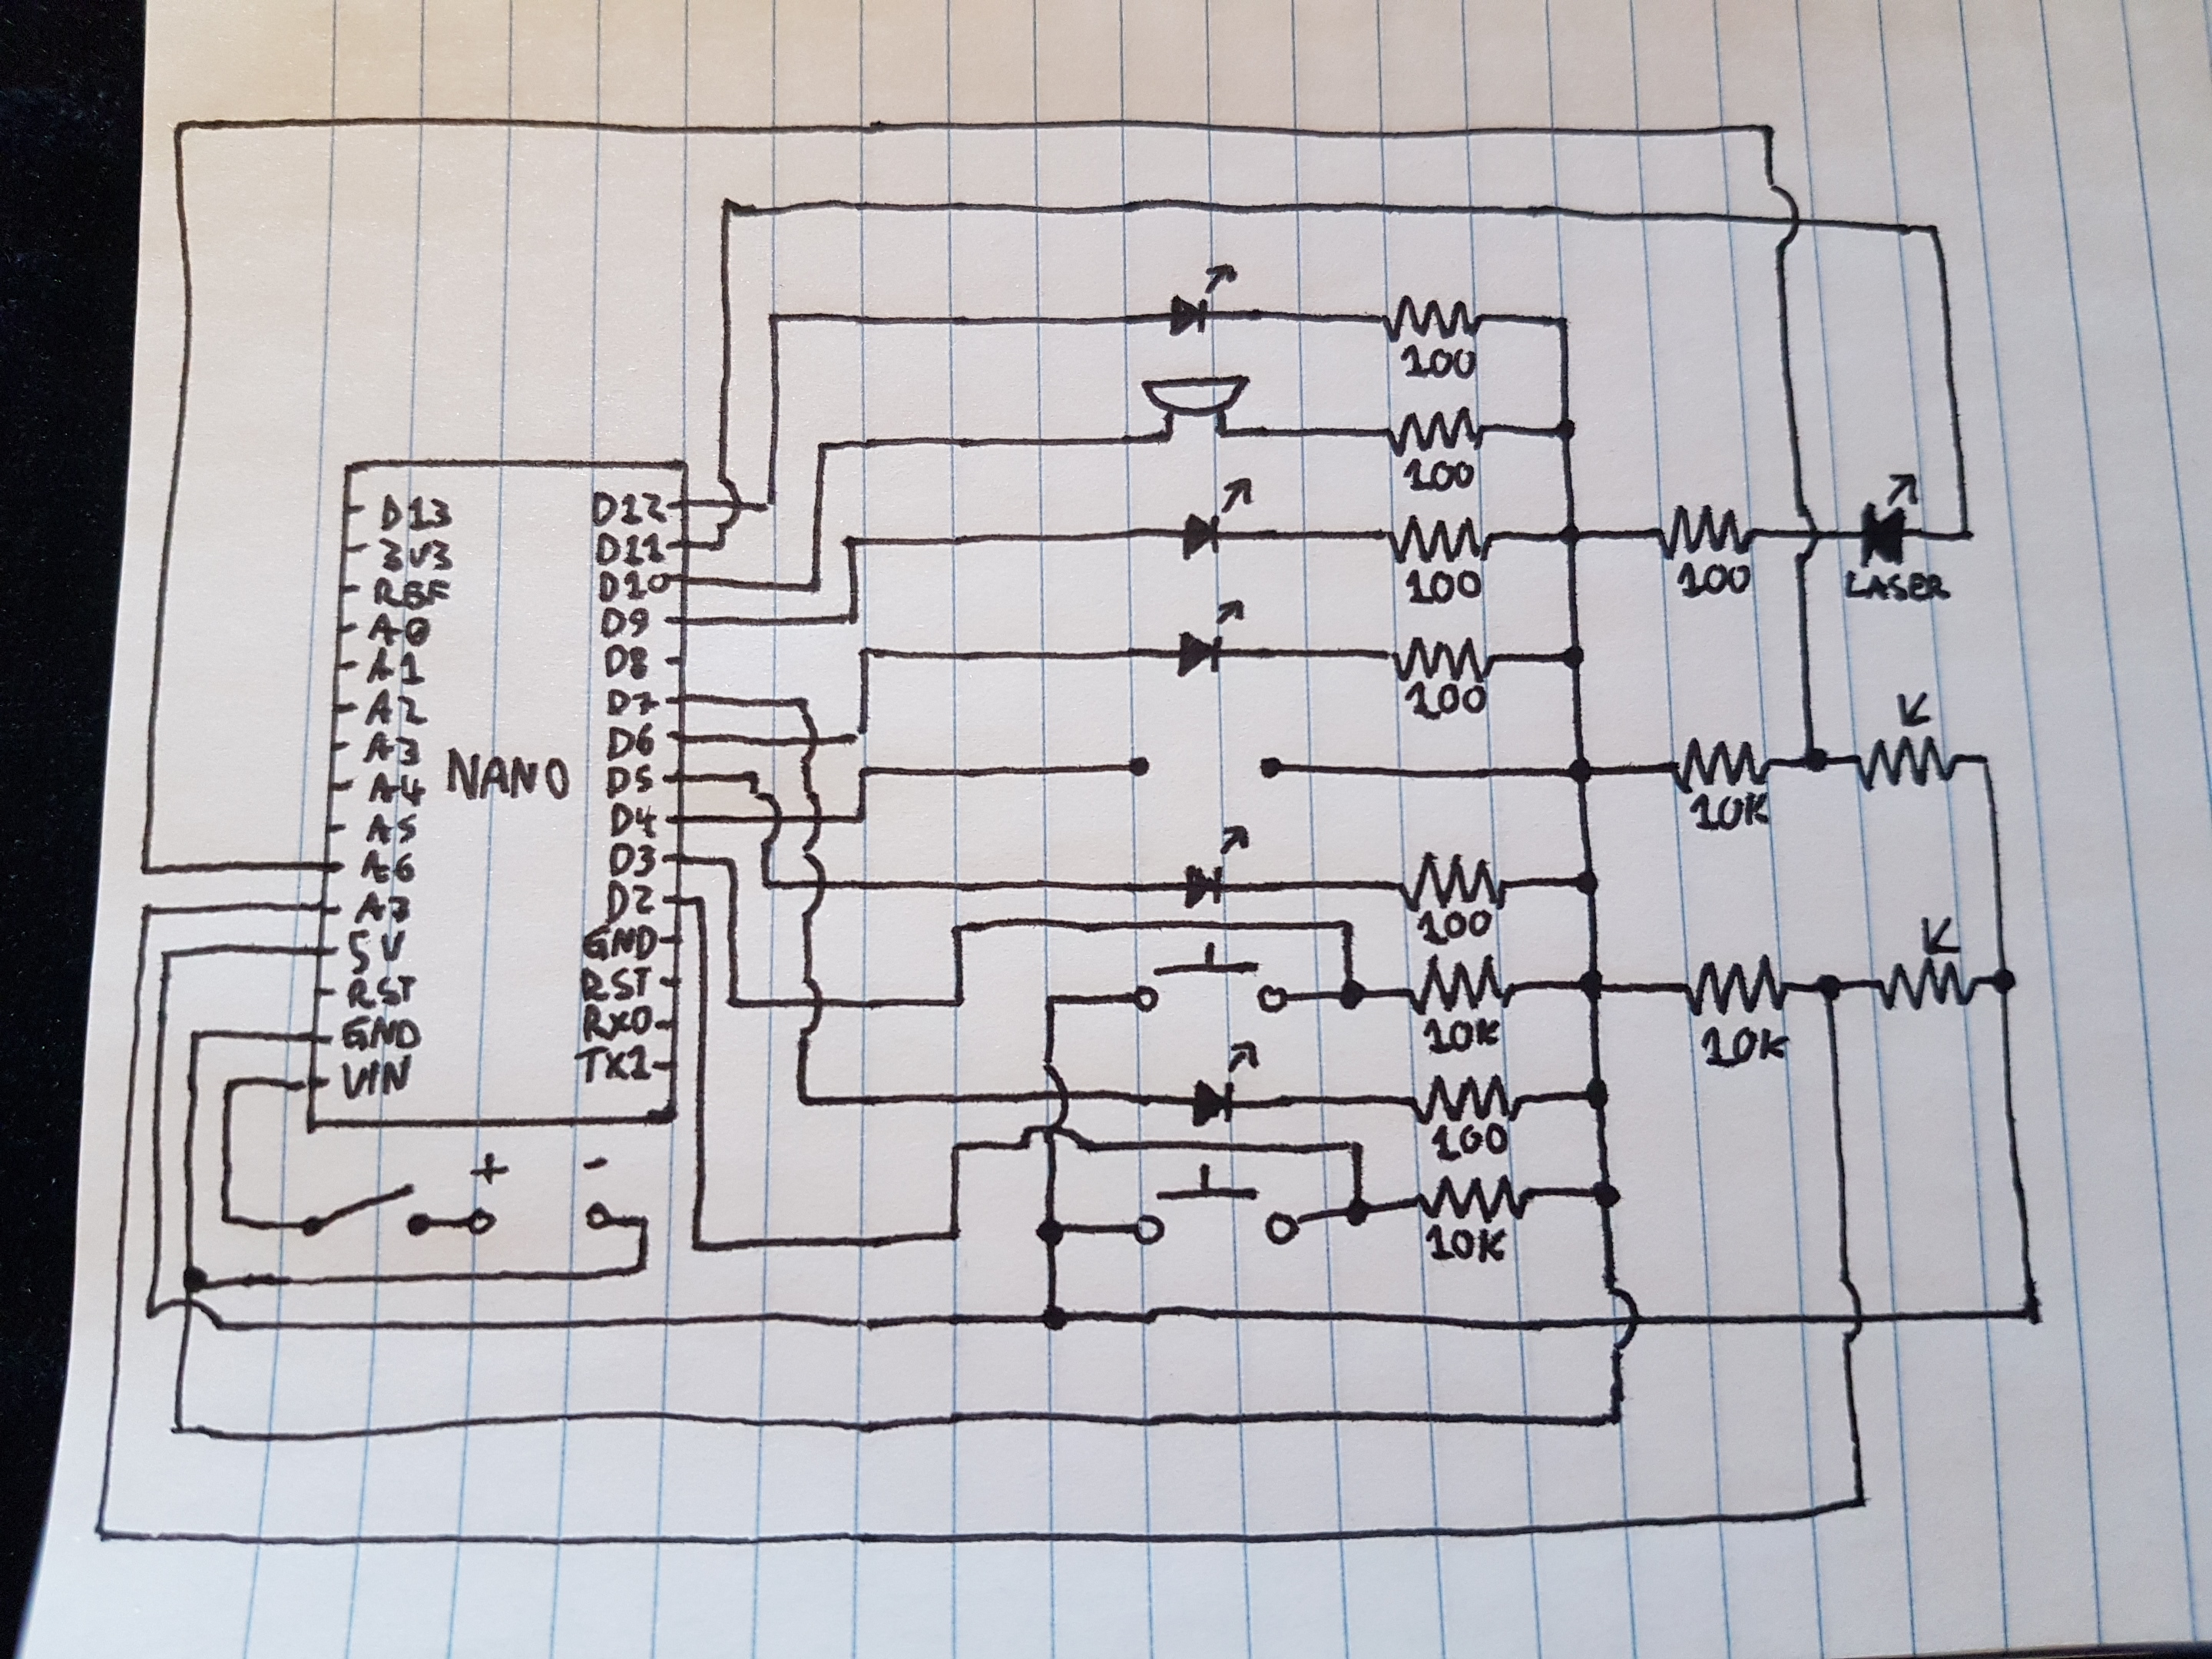 D13
3V3
REF
A0
A1
A2
A3
A4
A5
A6
A7
5V
RST
GND
VIN
NANO
D12
D11
D10
D9
D8
D7
D6
D5
D4
D3
D2
GND
RST
RX0
TX1
+ -
100
100
100
100
100
10K
100
10K
100
LASER
10K
10K